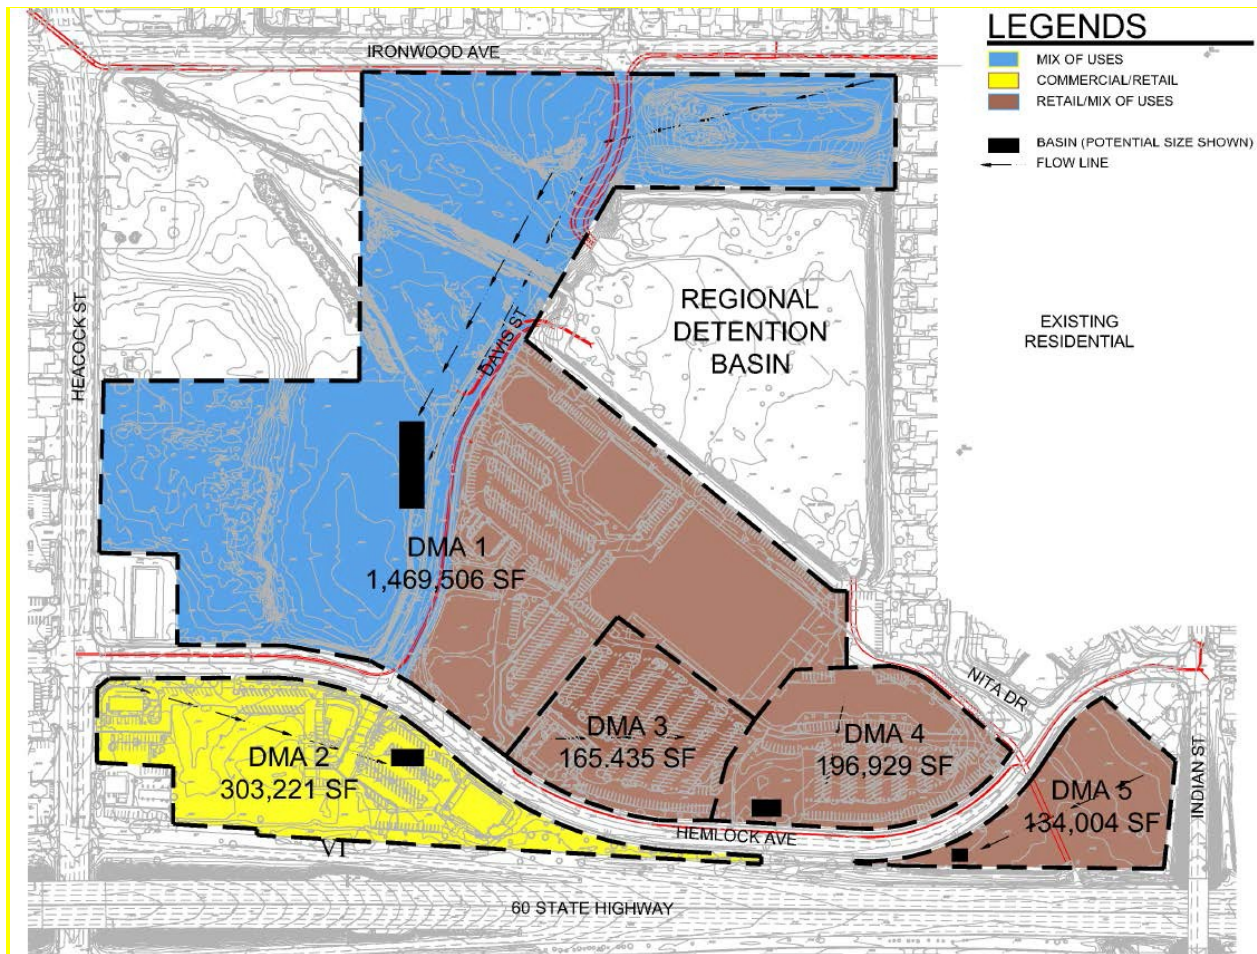 LEGENDS
MIX OF USES
COMMERCIAL/RETAIL
RETAIL/MIX OF USES
BASIN (POTENTIAL SIZE SHOWN)
FLOW LINE
IRONWOOD AVE
HEACOCK ST.
DAVIS ST
REGIONAL
DETENTION
BASIN
EXISTING
RESIDENTIAL
DMA 1
1,469,506 SF
DMA 2
303,221 SF
DMA 3
165.435 SF
DMA 4
196,929 SF
DMA 5
134,004 SF
NITA DR
INDIAN ST
HEMLOCK AVE
60 STATE HIGHWAY